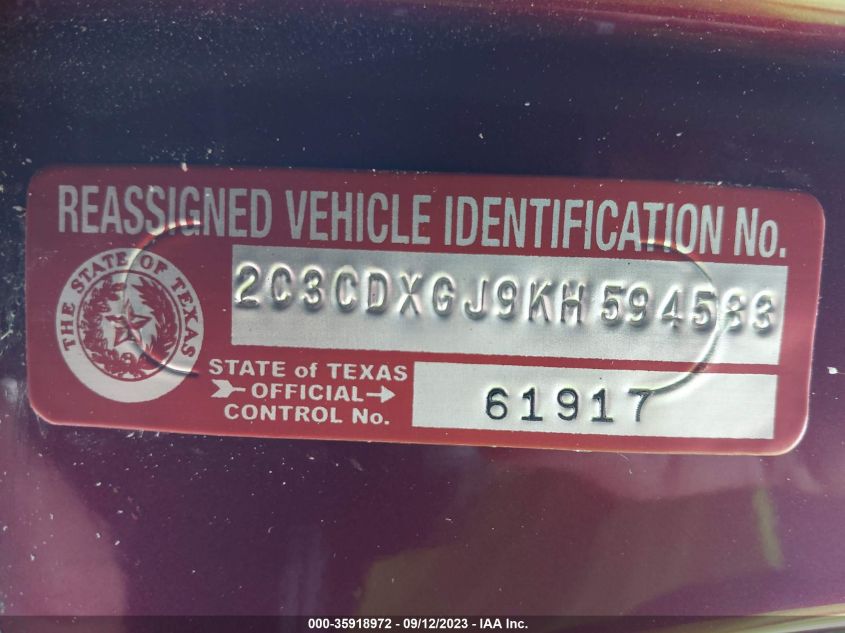 REASSIGNED VEHICLE IDENTIFICATION No.
THE STATE OF TEXAS
2C3CDXGJ9KH594583
STATE of TEXAS
OFFICIAL
CONTROL No.
61917
000-35918972 - 09/12/2023 - IAA Inc.